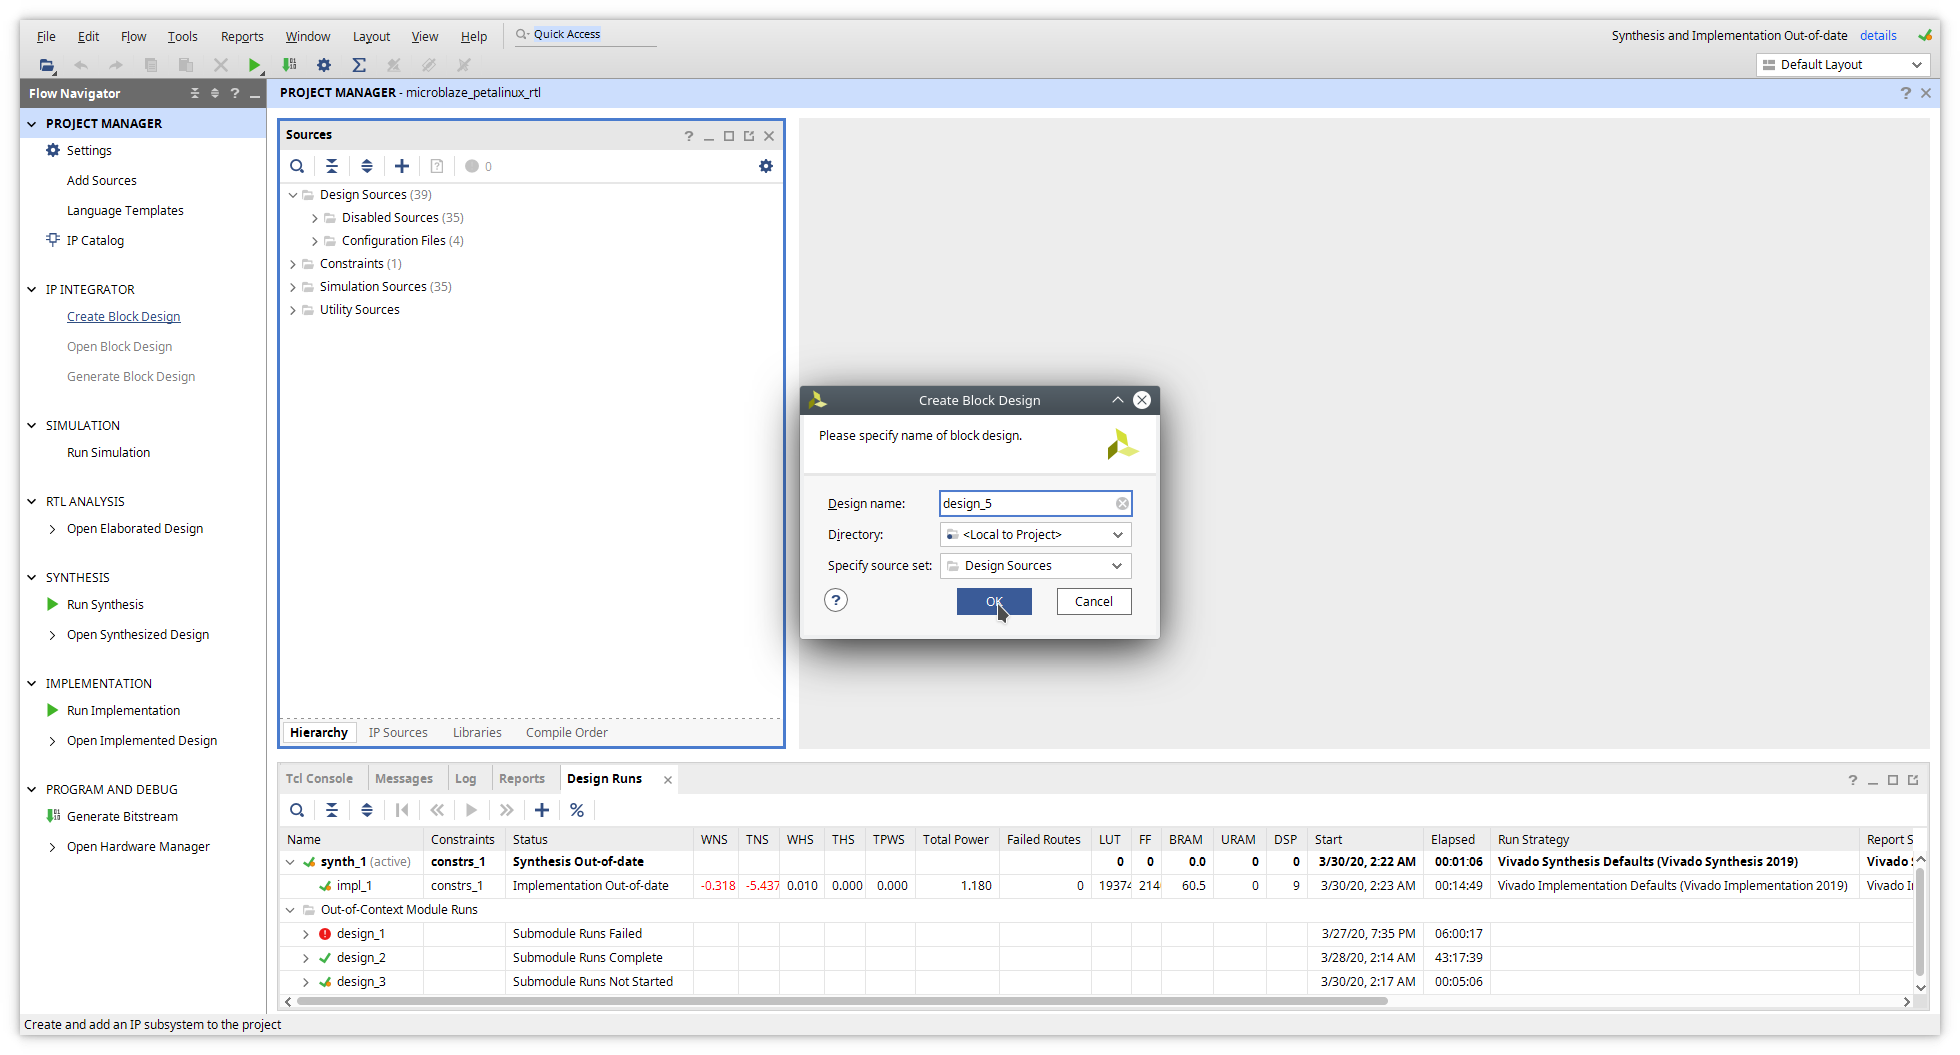 File Edit Flow Tools Reports Window Layout View Help Quick Access Synthesis and Implementation Out-of-date details
Default Layout
Flow Navigator
PROJECT MANAGER - microblaze_petalinux_rtl
PROJECT MANAGER
Settings
Add Sources
Language Templates
IP Catalog
IP INTEGRATOR
Create Block Design
Open Block Design
Generate Block Design
SIMULATION
Run Simulation
RTL ANALYSIS
Open Elaborated Design
SYNTHESIS
Run Synthesis
Open Synthesized Design
IMPLEMENTATION
Run Implementation
Open Implemented Design
PROGRAM AND DEBUG
Generate Bitstream
Open Hardware Manager
Sources
0
Design Sources (39)
Disabled Sources (35)
Configuration Files (4)
Constraints (1)
Simulation Sources (35)
Utility Sources
Hierarchy IP Sources Libraries Compile Order
Create Block Design
Please specify name of block design.
Design name: design_5
Directory: <Local to Project>
Specify source set: Design Sources
? OK Cancel
Tcl Console Messages Log Reports Design Runs
Name Constraints Status WNS TNS WHS THS TPWS Total Power Failed Routes LUT FF BRAM URAM DSP Start Elapsed Run Strategy Report S
synth_1 (active) constrs_1 Synthesis Out-of-date 0 0 0.0 0 0 3/30/20, 2:22 AM 00:01:06 Vivado Synthesis Defaults (Vivado Synthesis 2019) Vivado
impl_1 constrs_1 Implementation Out-of-date -0.318 -5.437 0.010 0.000 0.000 1.180 0 19374 214 60.5 0 9 3/30/20, 2:23 AM 00:14:49 Vivado Implementation Defaults (Vivado Implementation 2019) Vivado
Out-of-Context Module Runs
design_1 Submodule Runs Failed 3/27/20, 7:35 PM 06:00:17
design_2 Submodule Runs Complete 3/28/20, 2:14 AM 43:17:39
design_3 Submodule Runs Not Started 3/30/20, 2:17 AM 00:05:06
Create and add an IP subsystem to the project